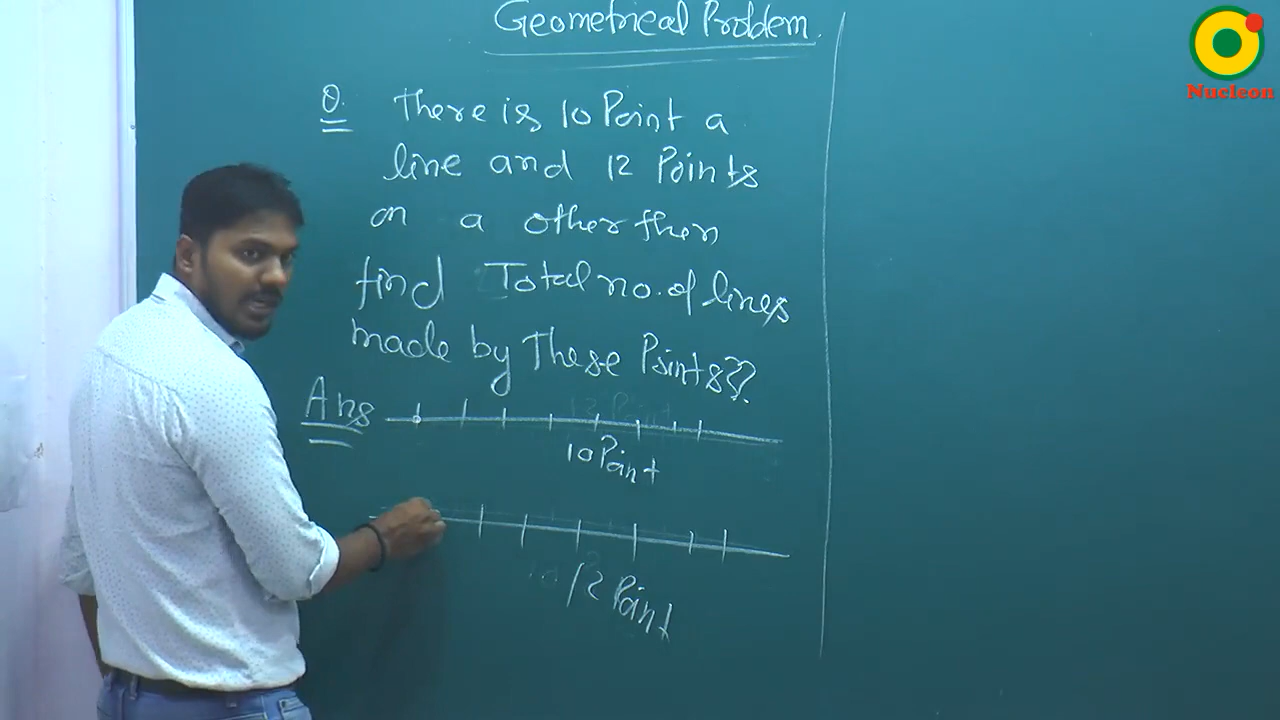 Geometrical Problem.
Nucleon
Q. There is 10 Point a
line and 12 Points
on a other then
find Total no. of lines
made by These Points??
Ans
10 Point
12 Point